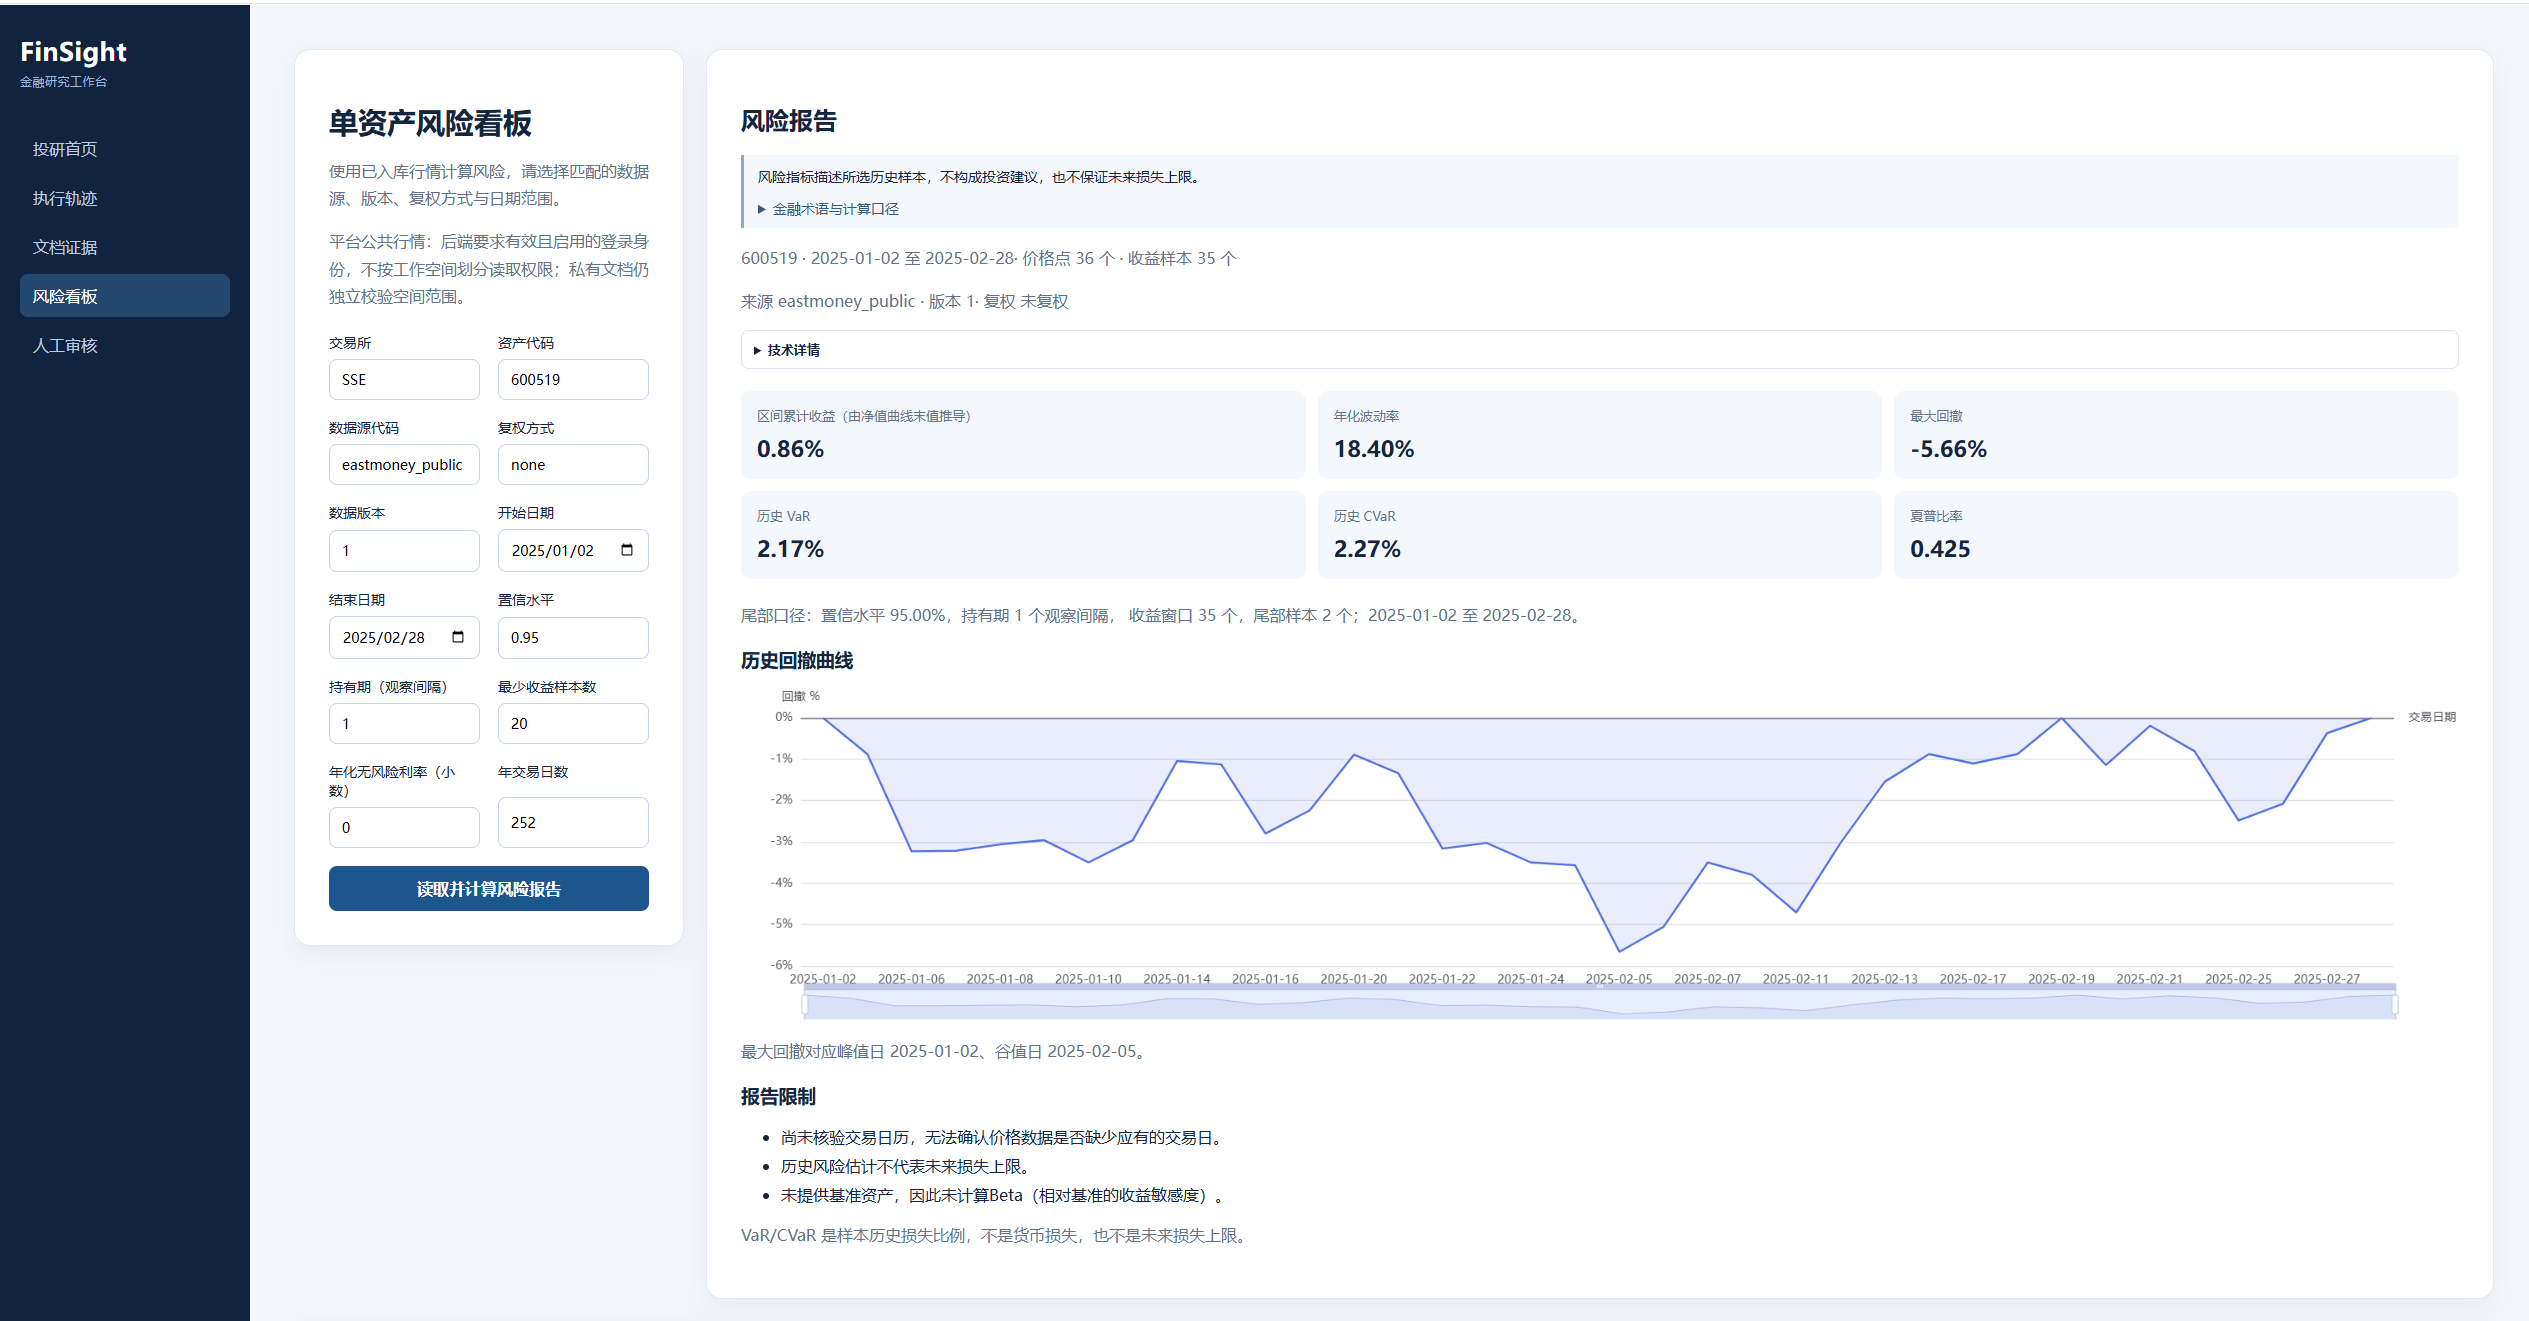 FinSight
金融研究工作台
投研首页
执行轨迹
文档证据
风险看板
人工审核
单资产风险看板
使用已入库行情计算风险，请选择匹配的数据
源、版本、复权方式与日期范围。
平台公共行情：后端要求有效且启用的登录身
份，不按工作空间划分读取权限；私有文档仍
独立校验空间范围。
交易所
资产代码
SSE
600519
数据源代码
复权方式
eastmoney_public
none
数据版本
开始日期
1
2025/01/02
结束日期
置信水平
2025/02/28
0.95
持有期（观察间隔）
最少收益样本数
1
20
年化无风险利率（小
数）
年交易日数
0
252
读取并计算风险报告
风险报告
风险指标描述所选历史样本，不构成投资建议，也不保证未来损失上限。
▶ 金融术语与计算口径
600519 · 2025-01-02 至 2025-02-28· 价格点 36 个 · 收益样本 35 个
来源 eastmoney_public · 版本 1· 复权 未复权
▶ 技术详情
区间累计收益（由净值曲线末值推导）
0.86%
年化波动率
18.40%
最大回撤
-5.66%
历史 VaR
2.17%
历史 CVaR
2.27%
夏普比率
0.425
尾部口径：置信水平 95.00%，持有期 1 个观察间隔， 收益窗口 35 个，尾部样本 2 个；2025-01-02 至 2025-02-28。
历史回撤曲线
回撤 %
0%
交易日期
-1%
-2%
-3%
-4%
-5%
-6%
2025-01-02 2025-01-06 2025-01-08 2025-01-10 2025-01-14 2025-01-16 2025-01-20 2025-01-22 2025-01-24 2025-02-05 2025-02-07 2025-02-11 2025-02-13 2025-02-17 2025-02-19 2025-02-21 2025-02-25 2025-02-27
最大回撤对应峰值日 2025-01-02、谷值日 2025-02-05。
报告限制
• 尚未核验交易日历，无法确认价格数据是否缺少应有的交易日。
• 历史风险估计不代表未来损失上限。
• 未提供基准资产，因此未计算Beta（相对基准的收益敏感度）。
VaR/CVaR 是样本历史损失比例，不是货币损失，也不是未来损失上限。